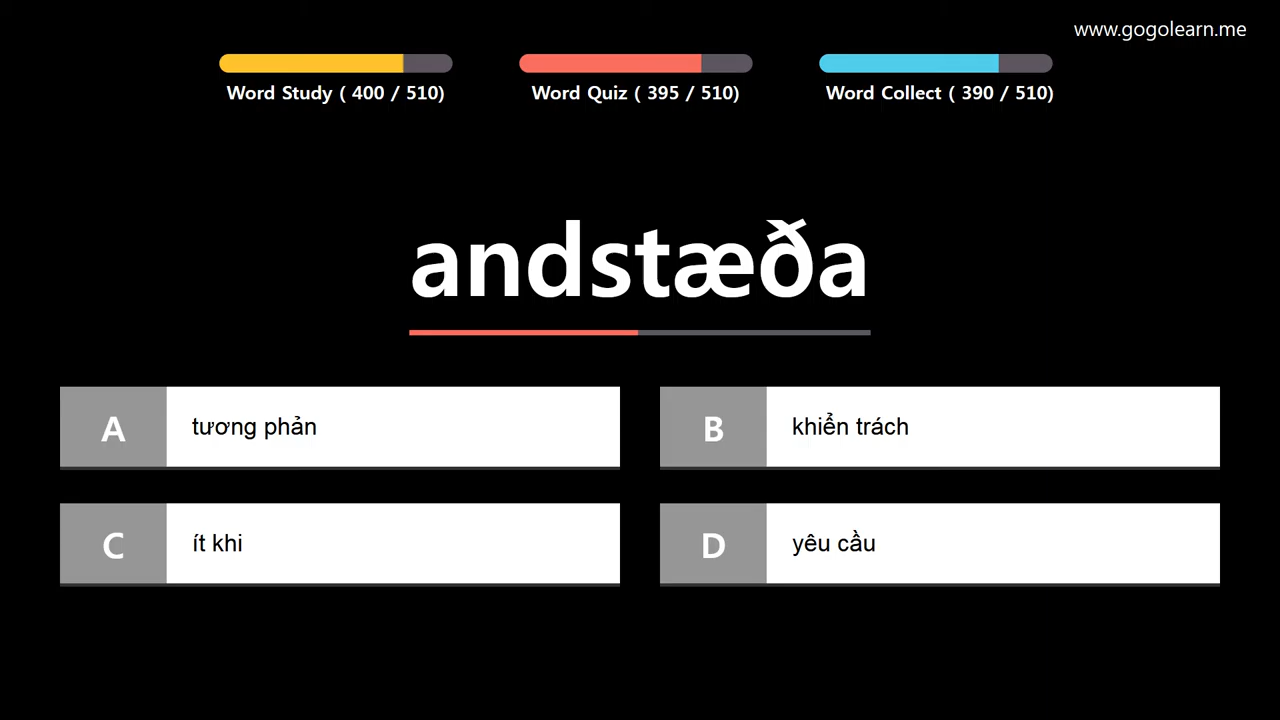 www.gogolearn.me
Word Study ( 400 / 510)
Word Quiz ( 395 / 510)
Word Collect ( 390 / 510)
andstæða
A tương phản
B khiển trách
C ít khi
D yêu cầu